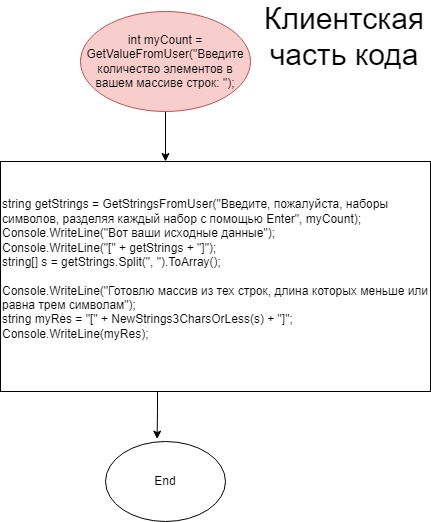 Клиентская
часть кода
int myCount =
GetValueFromUser("Введите
количество элементов в
вашем массиве строк: ");
string getStrings = GetStringsFromUser("Введите, пожалуйста, наборы
символов, разделяя каждый набор с помощью Enter", myCount);
Console.WriteLine("Вот ваши исходные данные");
Console.WriteLine("[" + getStrings + "]");
string[] s = getStrings.Split(", ").ToArray();
Console.WriteLine("Готовлю массив из тех строк, длина которых меньше или
равна трем символам");
string myRes = "[" + NewStrings3CharsOrLess(s) + "]";
Console.WriteLine(myRes);
End